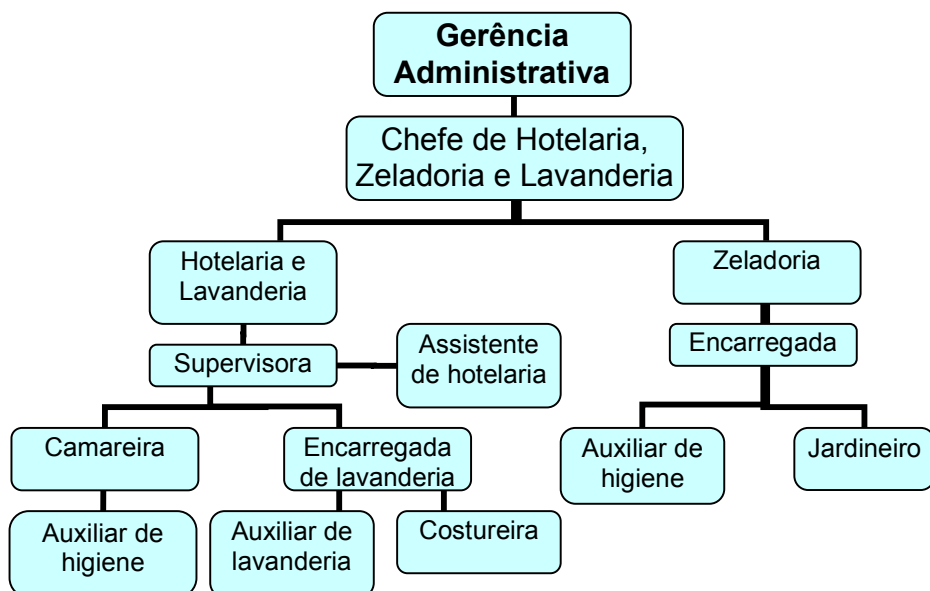 Gerência
Administrativa
Chefe de Hotelaria,
Zeladoria e Lavanderia
Hotelaria e
Lavanderia
Zeladoria
Supervisora
Assistente
de hotelaria
Encarregada
Camareira
Encarregada
de lavanderia
Auxiliar de
higiene
Jardineiro
Auxiliar de
higiene
Auxiliar de
lavanderia
Costureira